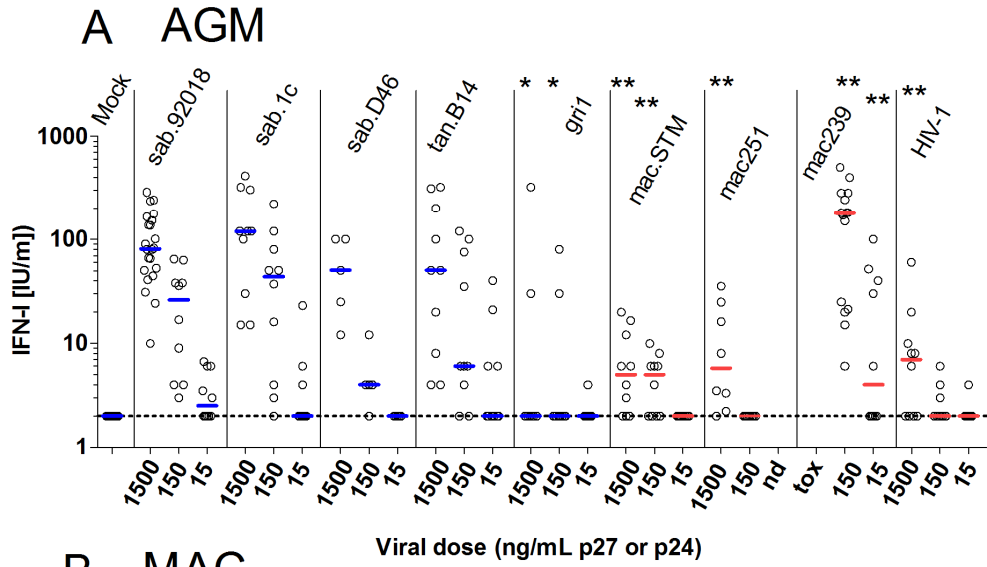 A AGM
* * ** ** ** ** ** **
Mock sab.92018 sab.1c sab.D46 tan.B14 gri1 mac.STM mac251 mac239 HIV-1
IFN-I [IU/m])
1000
100
10
1
1500 150 15 1500 150 15 1500 150 15 1500 150 15 1500 150 15 1500 150 15 1500 150 nd tox 150 15 1500 150 15
Viral dose (ng/mL p27 or p24)
B MAC